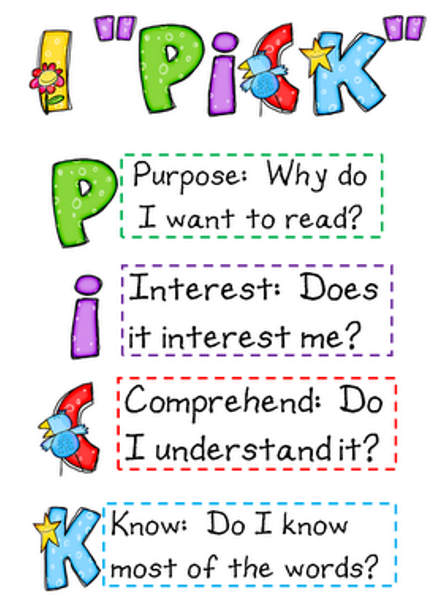 I "PiCK"
P
Purpose: Why do
I want to read?
i
Interest: Does
it interest me?
C
Comprehend: Do
I understand it?
K
Know: Do I know
most of the words?